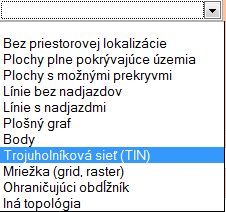 Bez priestorovej lokalizácie
Plochy plne pokrývajúce územia
Plochy s možnými prekryvmi
Línie bez nadjazdov
Línie s nadjazdmi
Plošný graf
Body
Trojuholníková sieť (TIN)
Mriežka (grid, raster)
Ohraničujúci obdĺžník
Iná topológia